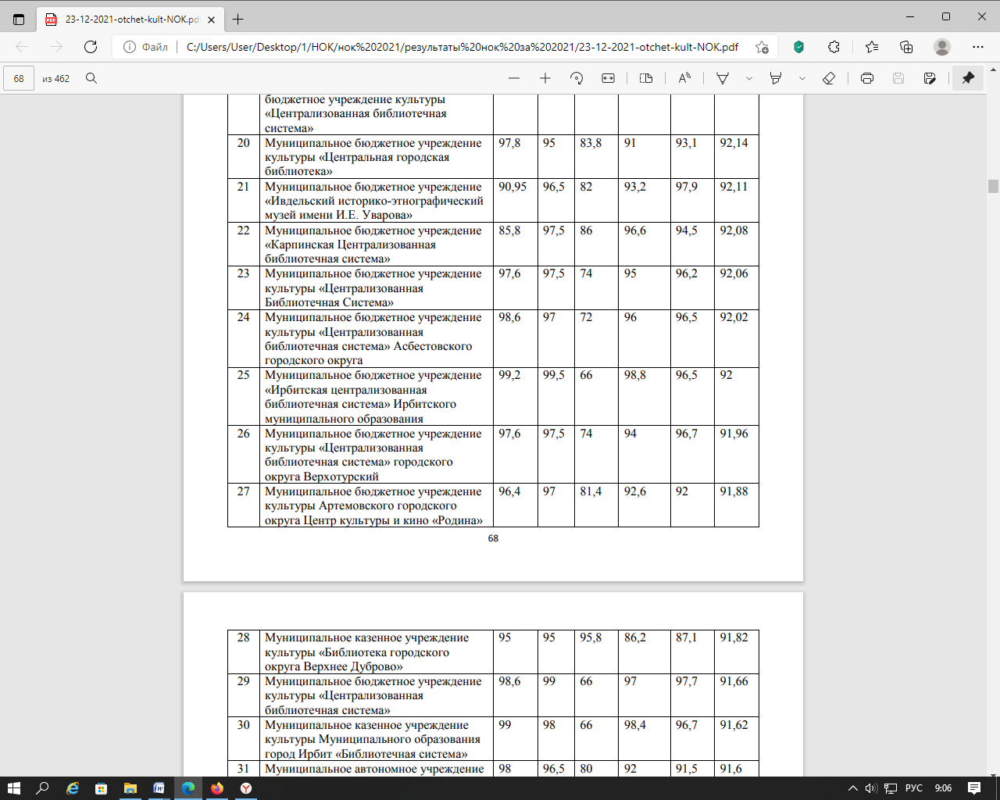 23-12-2021-otchet-kult-NOK.pdf
Файл C:/Users/User/Desktop/1/НОК/нок%202021/результаты%20нок%20за%202021/23-12-2021-otchet-kult-NOK.pdf
68 из 462
бюджетное учреждение культуры
«Централизованная библиотечная
система»
20 Муниципальное бюджетное учреждение 97,8 95 83,8 91 93,1 92,14
культуры «Центральная городская
библиотека»
21 Муниципальное бюджетное учреждение 90,95 96,5 82 93,2 97,9 92,11
«Ивдельский историко-этнографический
музей имени И.Е. Уварова»
22 Муниципальное бюджетное учреждение 85,8 97,5 86 96,6 94,5 92,08
«Карпинская Централизованная
библиотечная система»
23 Муниципальное бюджетное учреждение 97,6 97,5 74 95 96,2 92,06
культуры «Централизованная
Библиотечная Система»
24 Муниципальное бюджетное учреждение 98,6 97 72 96 96,5 92,02
культуры «Централизованная
библиотечная система» Асбестовского
городского округа
25 Муниципальное бюджетное учреждение 99,2 99,5 66 98,8 96,5 92
«Ирбитская централизованная
библиотечная система» Ирбитского
муниципального образования
26 Муниципальное бюджетное учреждение 97,6 97,5 74 94 96,7 91,96
культуры «Централизованная
библиотечная система» городского
округа Верхотурский
27 Муниципальное бюджетное учреждение 96,4 97 81,4 92,6 92 91,88
культуры Артемовского городского
округа Центр культуры и кино «Родина»
68
28 Муниципальное казенное учреждение 95 95 95,8 86,2 87,1 91,82
культуры «Библиотека городского
округа Верхнее Дуброво»
29 Муниципальное бюджетное учреждение 98,6 99 66 97 97,7 91,66
культуры «Централизованная
библиотечная система»
30 Муниципальное казенное учреждение 99 98 66 98,4 96,7 91,62
культуры Муниципального образования
город Ирбит «Библиотечная система»
31 Муниципальное автономное учреждение 98 96,5 80 92 91,5 91,6
РУС 9:06